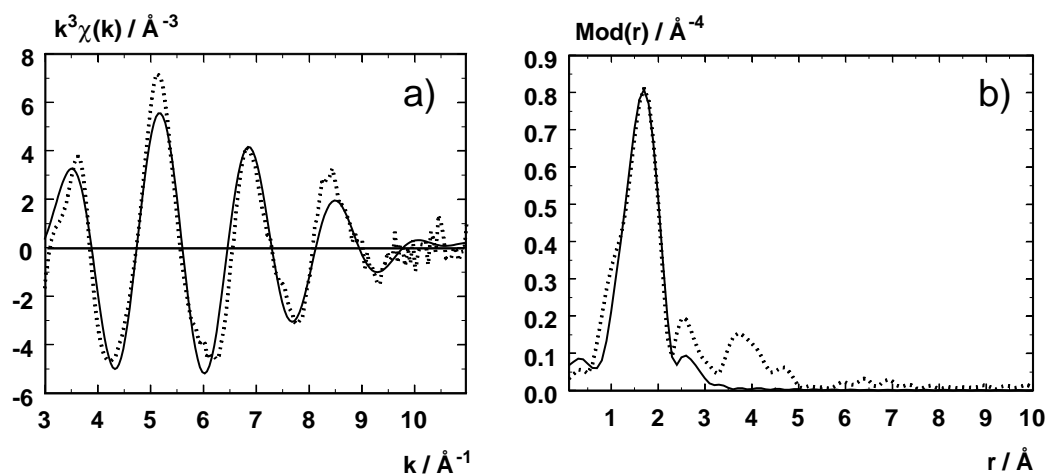 k³χ(k) / Å⁻³
8
6
4
2
0
-2
-4
-6
3 4 5 6 7 8 9 10
k / Å⁻¹
a)
Mod(r) / Å⁻⁴
0.9
0.8
0.7
0.6
0.5
0.4
0.3
0.2
0.1
0.0
1 2 3 4 5 6 7 8 9 10
r / Å
b)